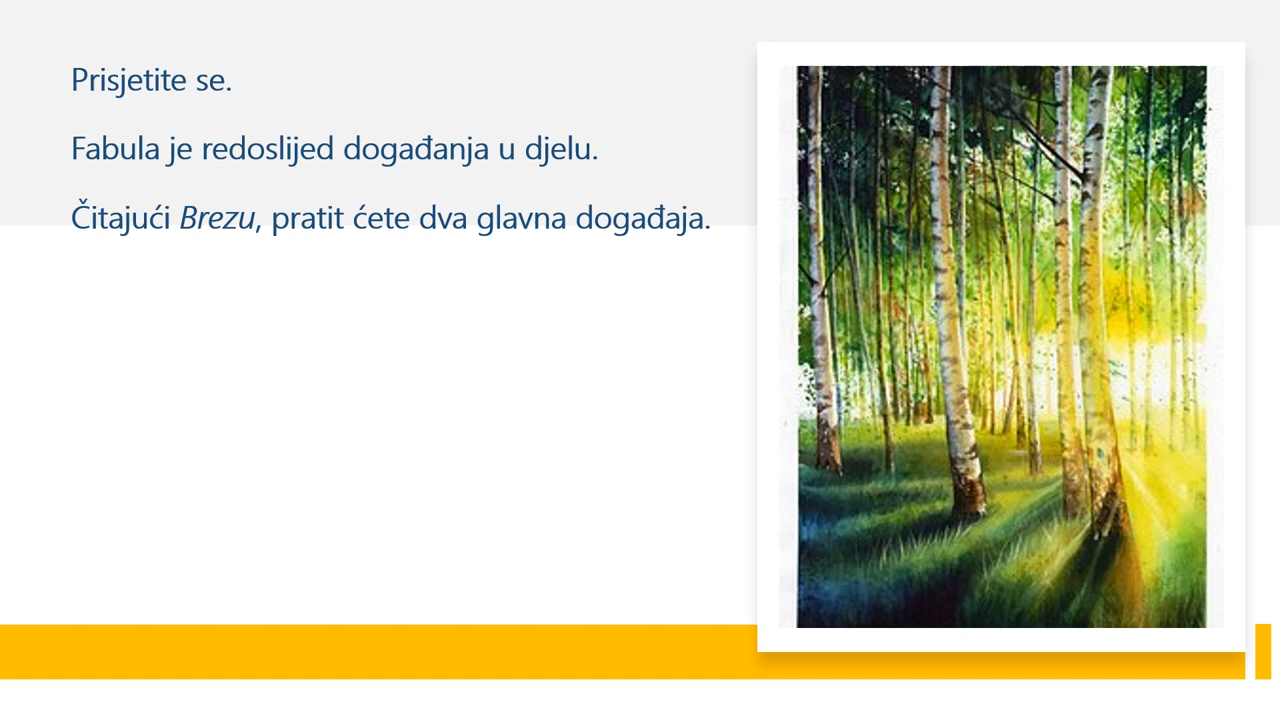 Prisjetite se.
Fabula je redoslijed događanja u djelu.
Čitajući Brezu, pratit ćete dva glavna događaja.